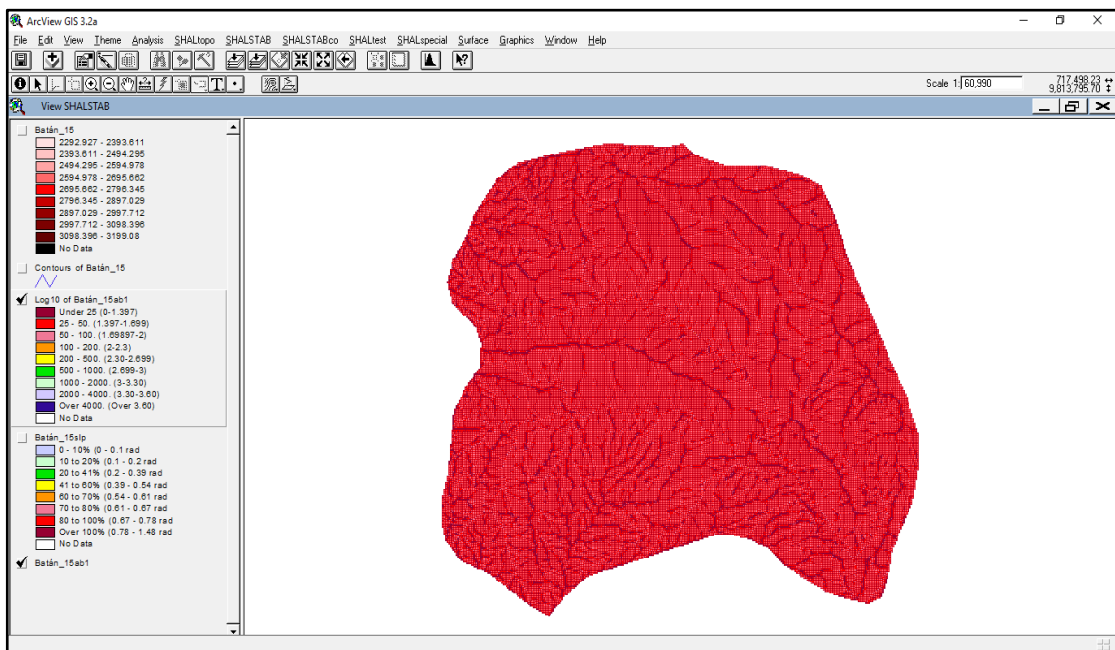 ArcView GIS 3.2a
File Edit View Theme Analysis SHALtopo SHALSTAB SHALSTABco SHALtest SHALspecial Surface Graphics Window Help
Scale 1: 60,990
717,498.23
9,813,795.70
View SHALSTAB
Batán_15
2292.927 - 2393.611
2393.611 - 2494.295
2494.295 - 2594.978
2594.978 - 2695.662
2695.662 - 2796.345
2796.345 - 2897.029
2897.029 - 2997.712
2997.712 - 3098.396
3098.396 - 3199.08
No Data
Contours of Batán_15
Log10 of Batán_15ab1
Under 25 (0-1.397)
25 - 50. (1.397-1.699)
50 - 100. (1.69897-2)
100 - 200. (2-2.3)
200 - 500. (2.30-2.699)
500 - 1000. (2.699-3)
1000 - 2000. (3-3.30)
2000 - 4000. (3.30-3.60)
Over 4000. (Over 3.60)
No Data
Batán_15slp
0 - 10% (0 - 0.1 rad
10 to 20% (0.1 - 0.2 rad
20 to 41% (0.2 - 0.39 rad
41 to 60% (0.39 - 0.54 rad
60 to 70% (0.54 - 0.61 rad
70 to 80% (0.61 - 0.67 rad
80 to 100% (0.67 - 0.78 rad
Over 100% (0.78 - 1.48 rad
No Data
Batán_15ab1